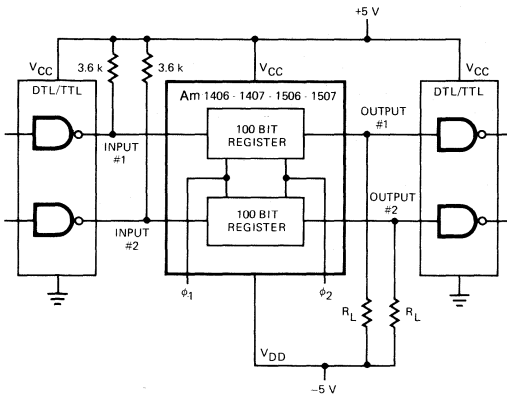 +5 V
VCC
3.6 k
3.6 k
VCC
VCC
DTL/TTL
Am 1406 · 1407 · 1506 · 1507
DTL/TTL
100 BIT
REGISTER
OUTPUT
#1
INPUT
#1
100 BIT
REGISTER
OUTPUT
#2
INPUT
#2
ϕ1
ϕ2
RL
RL
VDD
−5 V